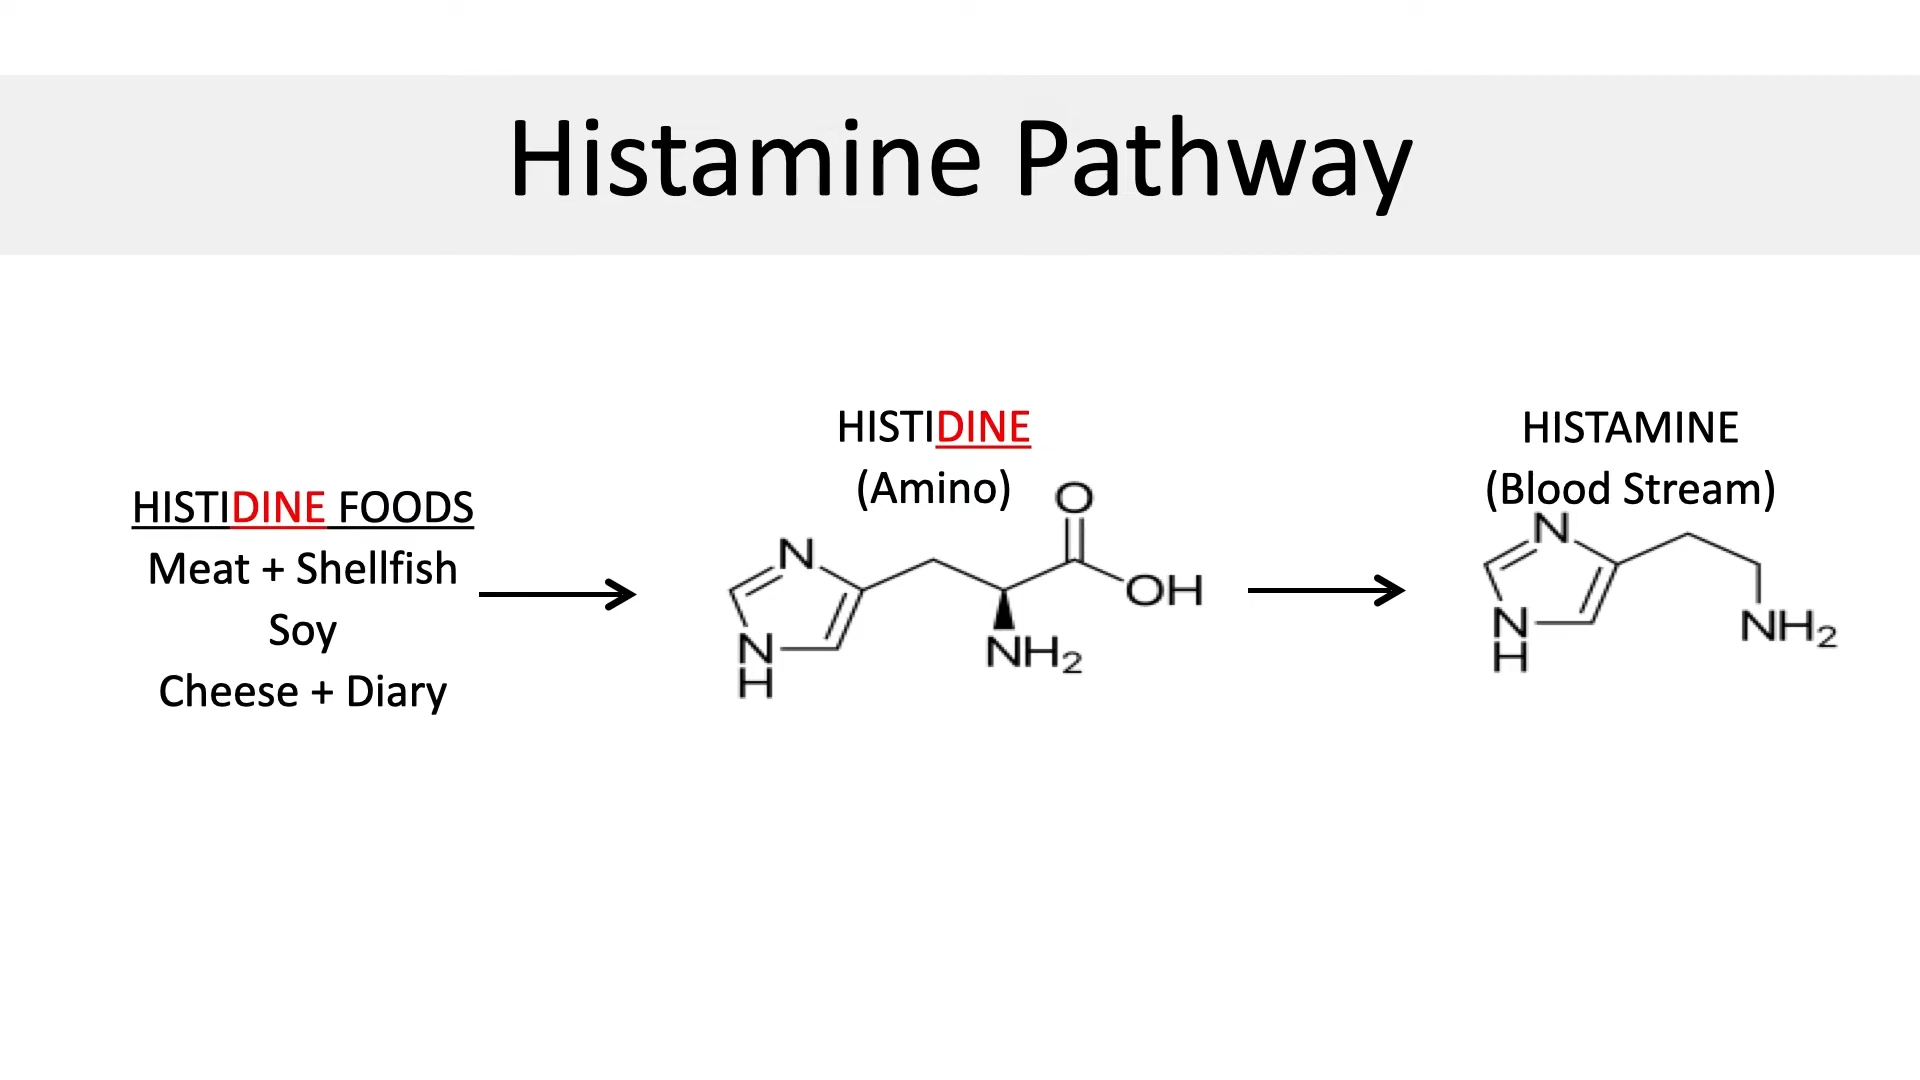 Histamine Pathway
HISTIDINE FOODS
Meat + Shellfish
Soy
Cheese + Diary
HISTIDINE
(Amino)
O
N
OH
N
H
NH2
HISTAMINE
(Blood Stream)
N
N
H
NH2